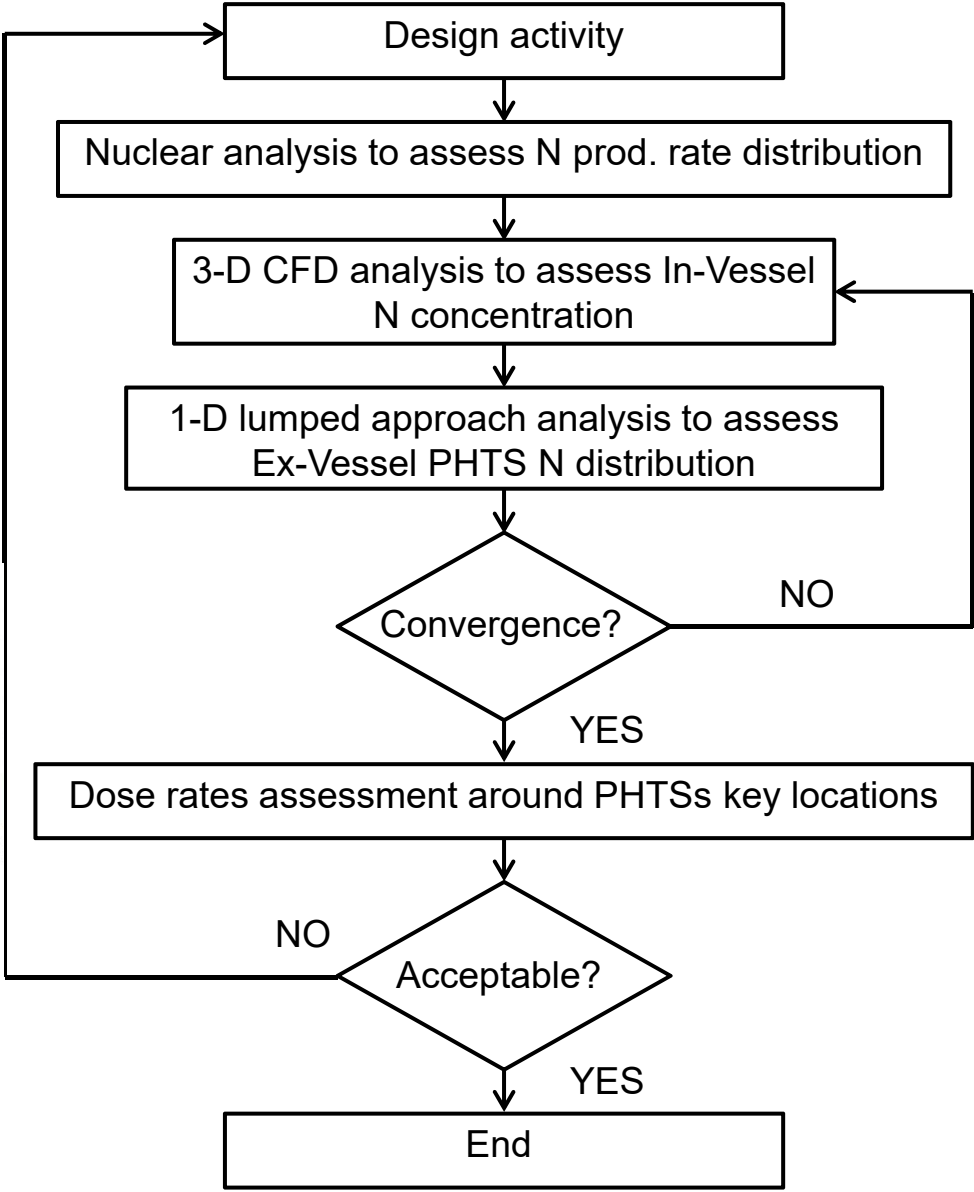 Design activity
Nuclear analysis to assess N prod. rate distribution
3-D CFD analysis to assess In-Vessel
N concentration
1-D lumped approach analysis to assess
Ex-Vessel PHTS N distribution
Convergence?
NO
YES
Dose rates assessment around PHTSs key locations
NO
Acceptable?
YES
End